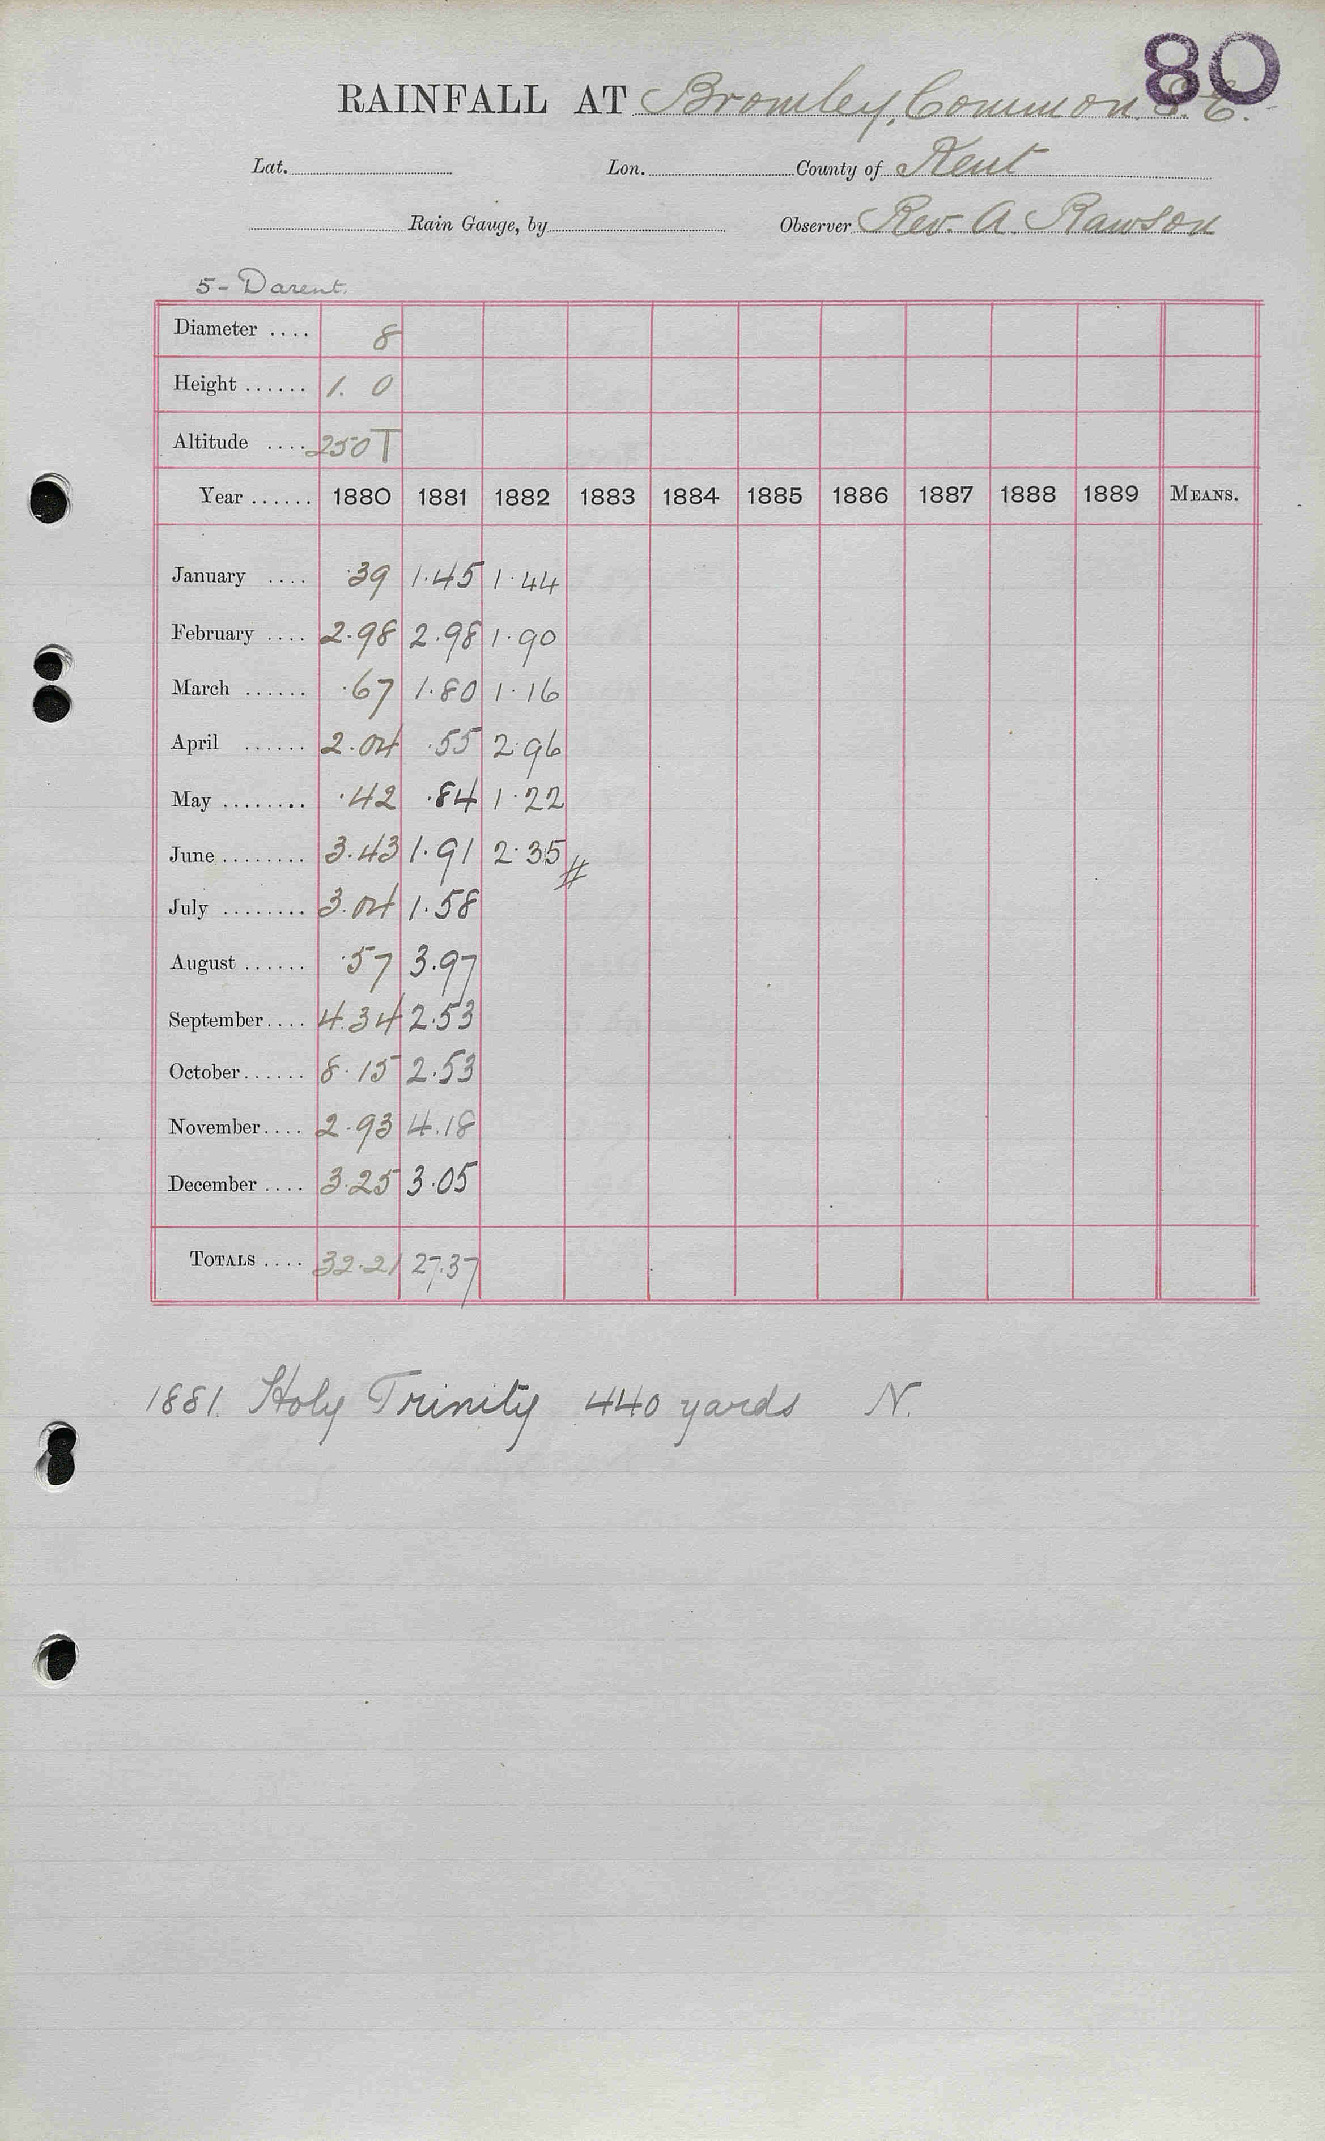 80
RAINFALL AT Bromley, Common S.E.
Lat. Lon. County of Kent
Rain Gauge, by Observer Rev. A. Rawson
5 - Darent.
Diameter .... 8
Height ...... 1. 0
Altitude .... 250 T
Year ...... 1880 1881 1882 1883 1884 1885 1886 1887 1888 1889 MEANS.
January .... .39 1.45 1.44
February .... 2.98 2.98 1.90
March ...... .67 1.80 1.16
April ...... 2.04 .55 2.96
May ........ .42 .84 1.22
June ........ 3.43 1.91 2.35 //
July ........ 3.04 1.58
August ...... .57 3.97
September .... 4.34 2.53
October ...... 8.15 2.53
November .... 2.93 4.18
December .... 3.25 3.05
TOTALS .... 32.21 27.37
1881. Holy Trinity 440 yards N.